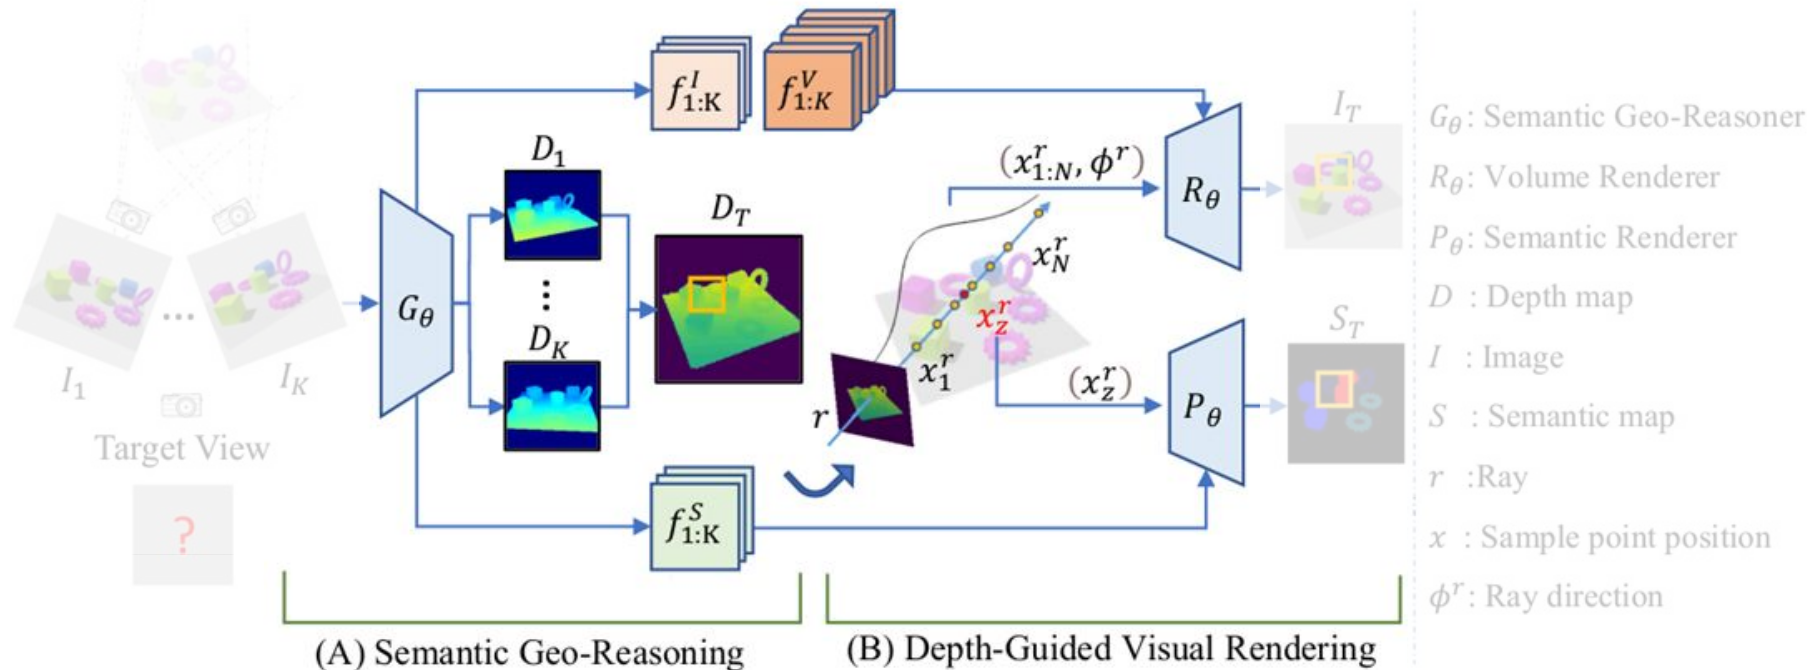 I_1
...
I_K
Target View
?
G_θ
f^I_{1:K}
f^V_{1:K}
D_1
⋮
D_K
D_T
f^S_{1:K}
(A) Semantic Geo-Reasoning
r
x^r_1
x^r_z
x^r_N
(x^r_{1:N}, ϕ^r)
(x^r_z)
R_θ
P_θ
I_T
S_T
(B) Depth-Guided Visual Rendering
G_θ: Semantic Geo-Reasoner
R_θ: Volume Renderer
P_θ: Semantic Renderer
D : Depth map
I : Image
S : Semantic map
r :Ray
x : Sample point position
ϕ^r: Ray direction